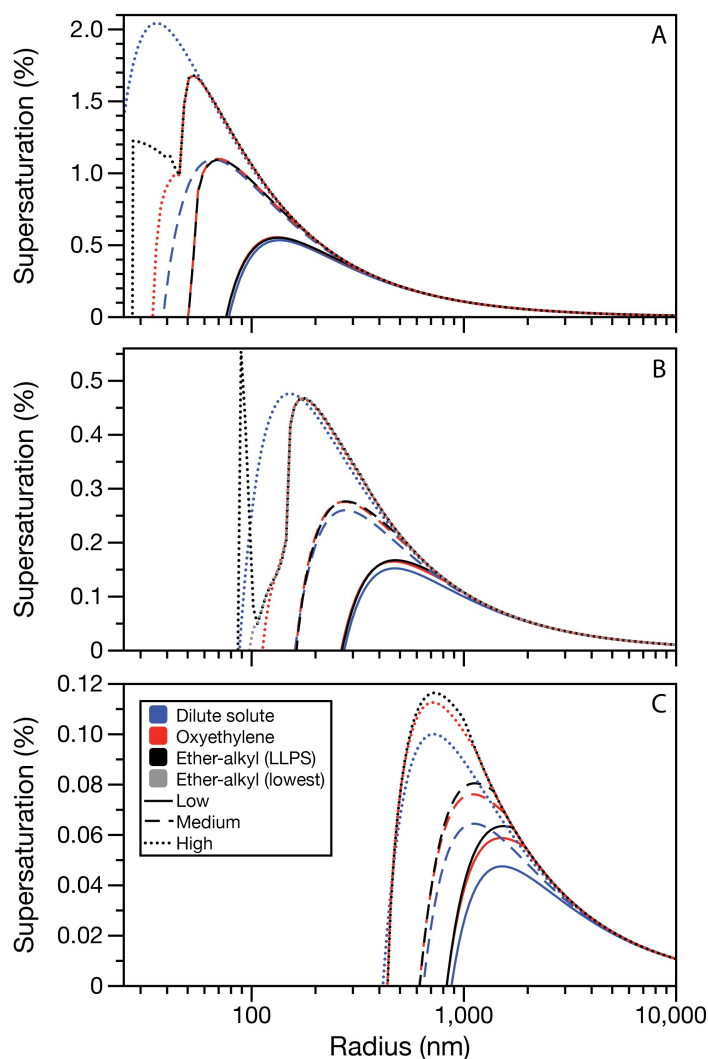 A
Supersaturation (%)
2.0
1.5
1.0
0.5
0
B
Supersaturation (%)
0.5
0.4
0.3
0.2
0.1
0
C
Supersaturation (%)
0.12
0.10
0.08
0.06
0.04
0.02
0
Dilute solute
Oxyethylene
Ether-alkyl (LLPS)
Ether-alkyl (lowest)
Low
Medium
High
100
1,000
10,000
Radius (nm)